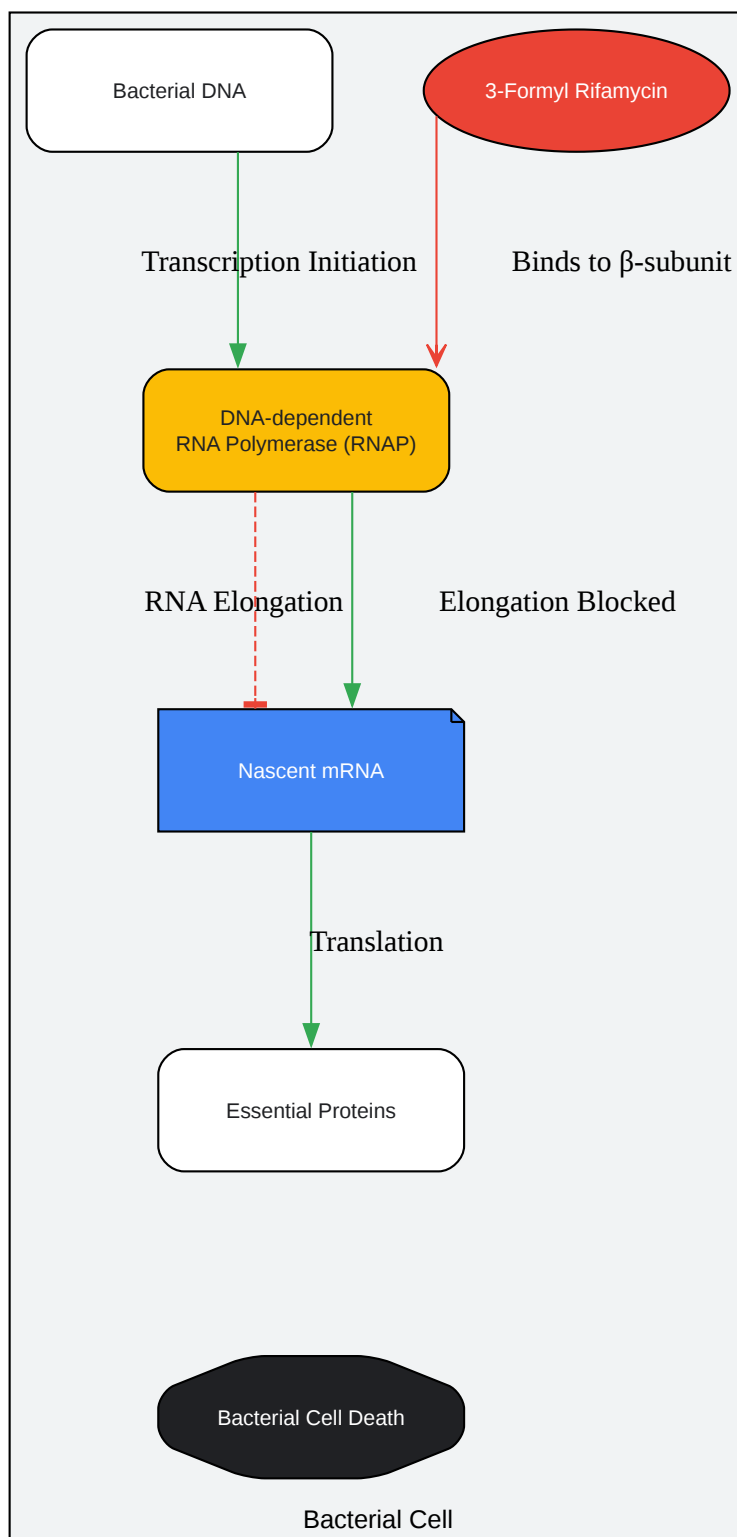 Bacterial DNA
3-Formyl Rifamycin
Transcription Initiation
Binds to β-subunit
DNA-dependent
RNA Polymerase (RNAP)
RNA Elongation
Elongation Blocked
Nascent mRNA
Translation
Essential Proteins
Bacterial Cell Death
Bacterial Cell